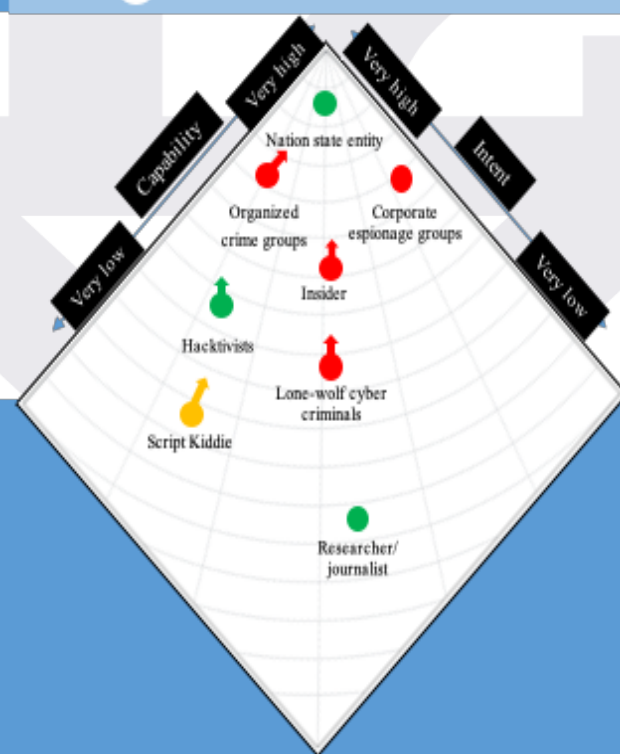 Very high
Very high
Capability
Intent
Very low
Very low
Nation state entity
Organized
crime groups
Corporate
espionage groups
Insider
Hacktivists
Lone-wolf cyber
criminals
Script Kiddie
Researcher/
journalist